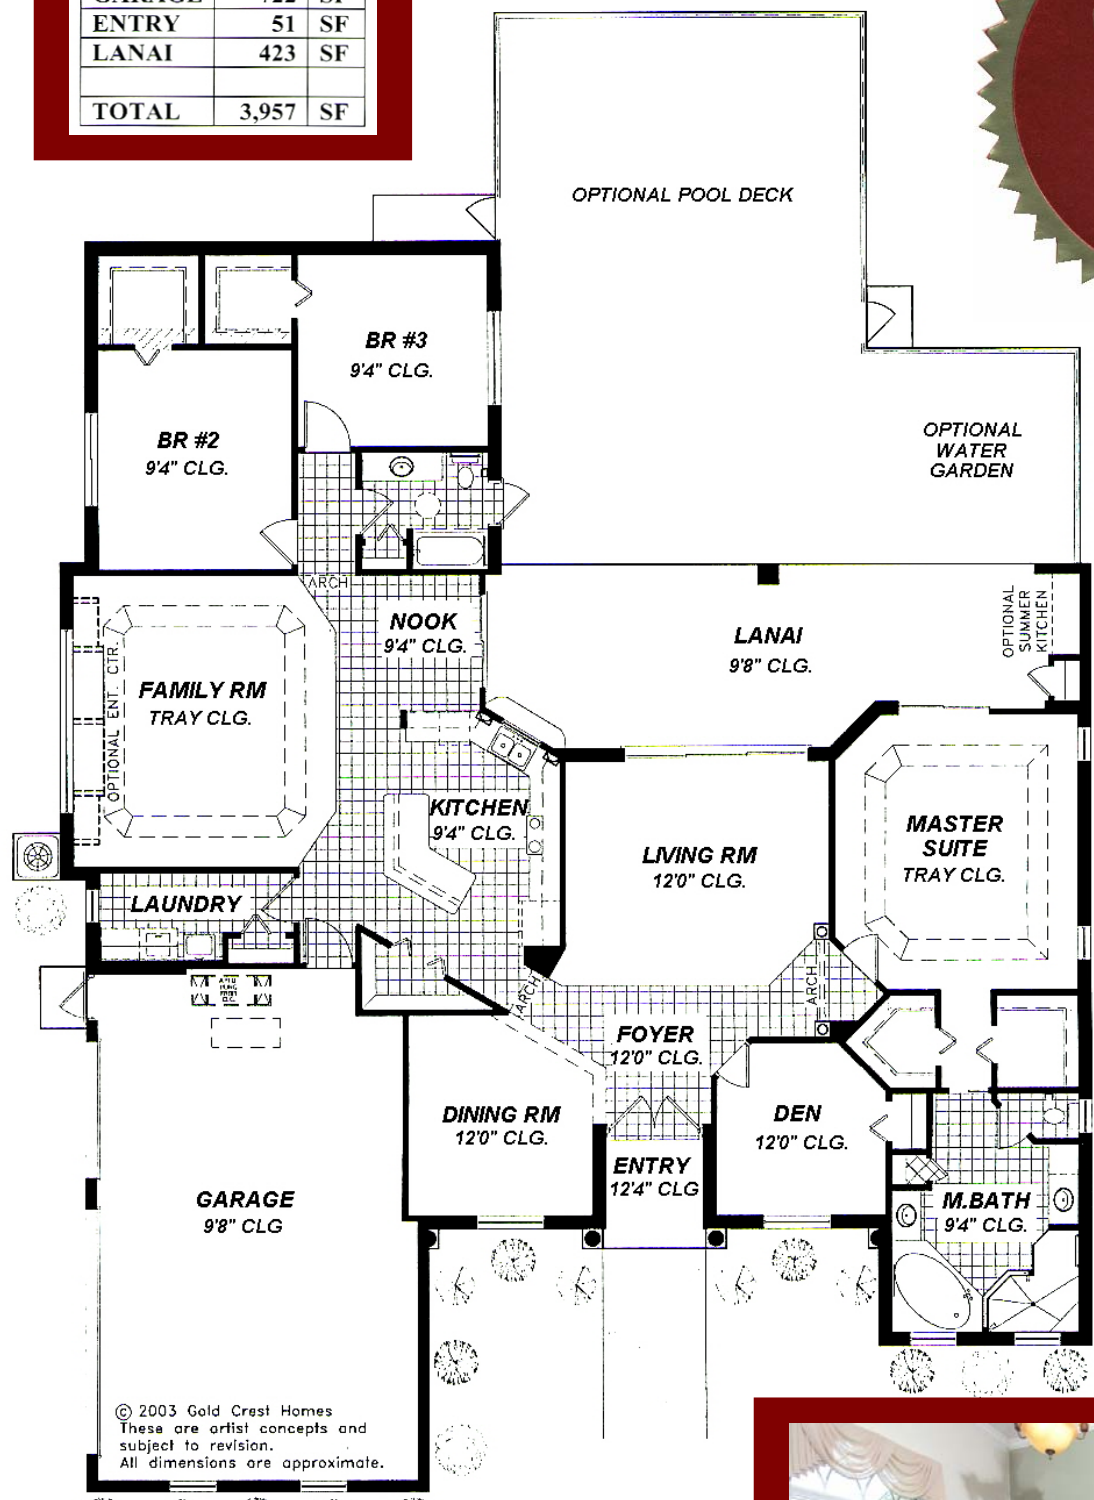 GARAGE 722 SF
ENTRY 51 SF
LANAI 423 SF
TOTAL 3,957 SF
OPTIONAL POOL DECK
BR #3
9'4" CLG.
BR #2
9'4" CLG.
OPTIONAL
WATER
GARDEN
ARCH
NOOK
9'4" CLG.
LANAI
9'8" CLG.
OPTIONAL
SUMMER
KITCHEN
FAMILY RM
TRAY CLG.
OPTIONAL ENT. CTR.
KITCHEN
9'4" CLG.
LIVING RM
12'0" CLG.
MASTER
SUITE
TRAY CLG.
LAUNDRY
ARCH
ARCH
FOYER
12'0" CLG.
DINING RM
12'0" CLG.
DEN
12'0" CLG.
ENTRY
12'4" CLG
GARAGE
9'8" CLG
M.BATH
9'4" CLG.
© 2003 Gold Crest Homes
These are artist concepts and
subject to revision.
All dimensions are approximate.